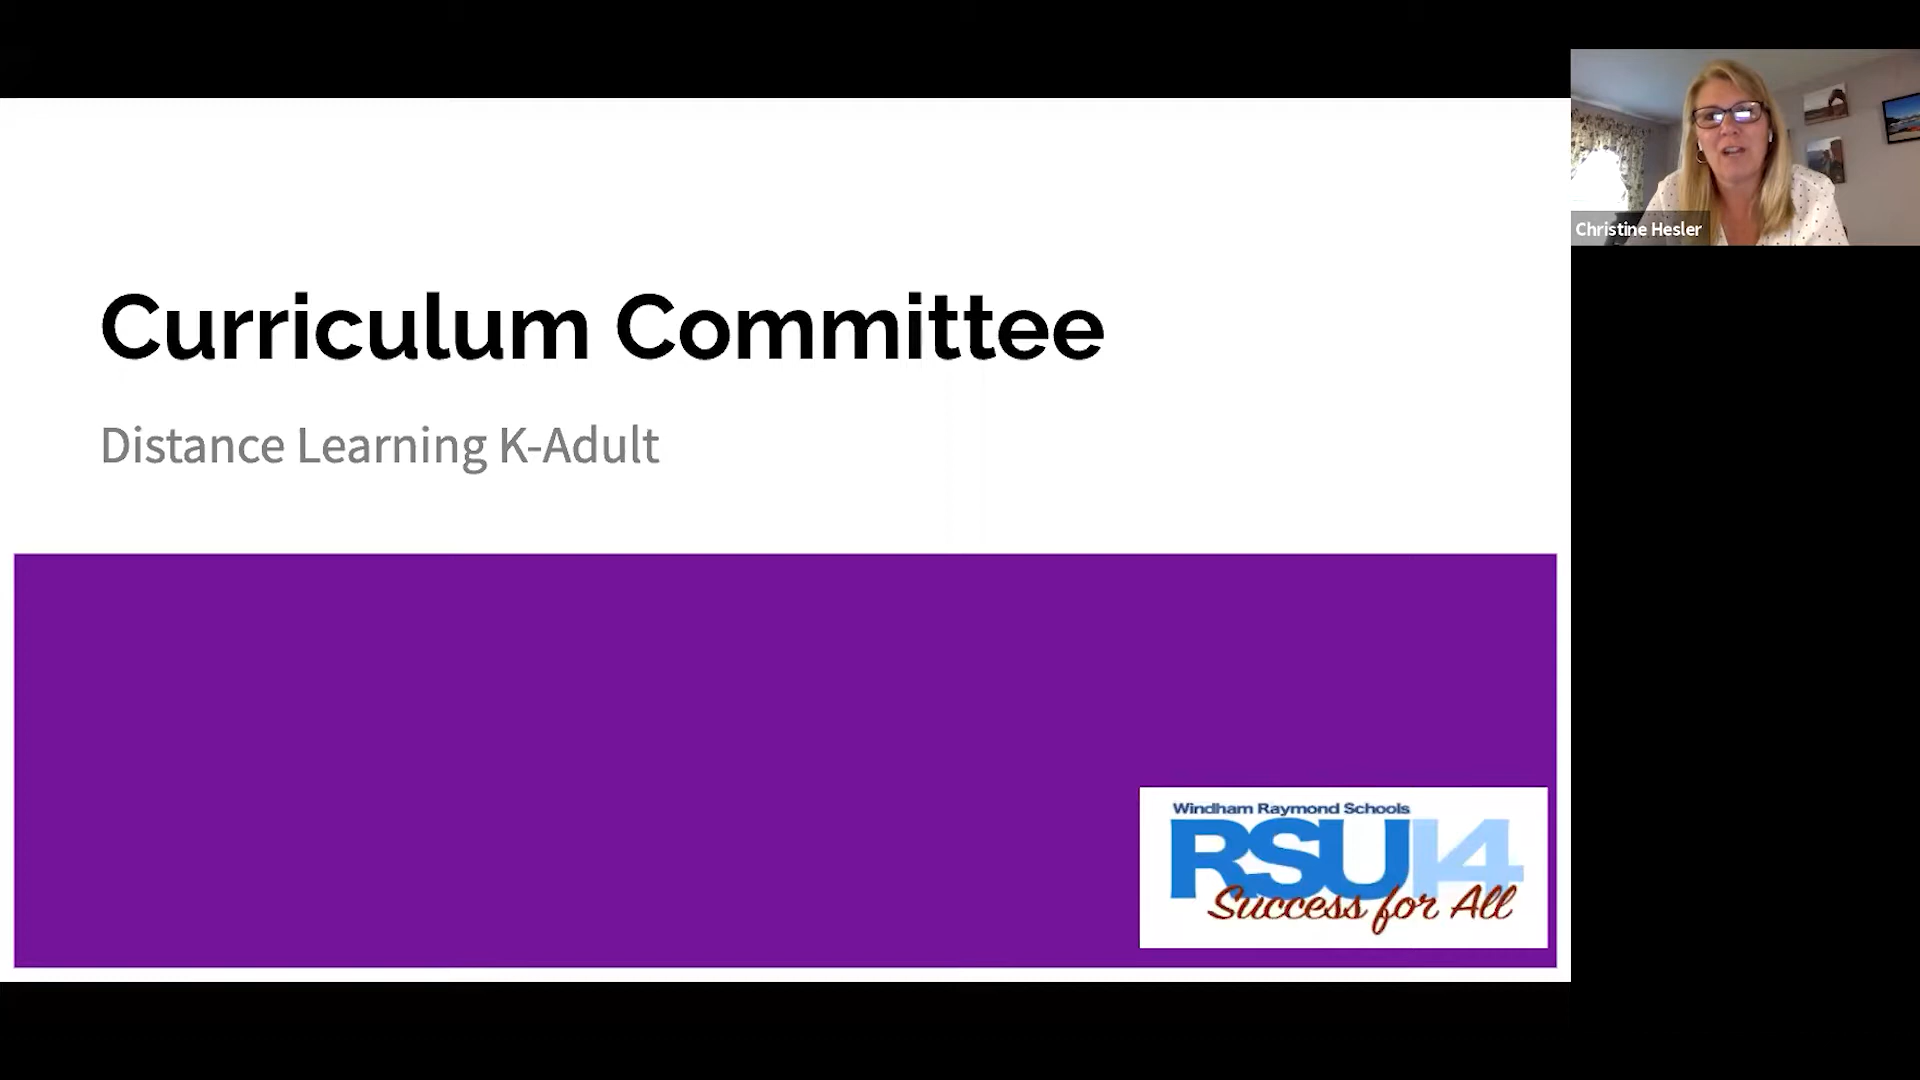 Christine Hesler
Curriculum Committee
Distance Learning K-Adult
Windham Raymond Schools
RSU14
Success for All